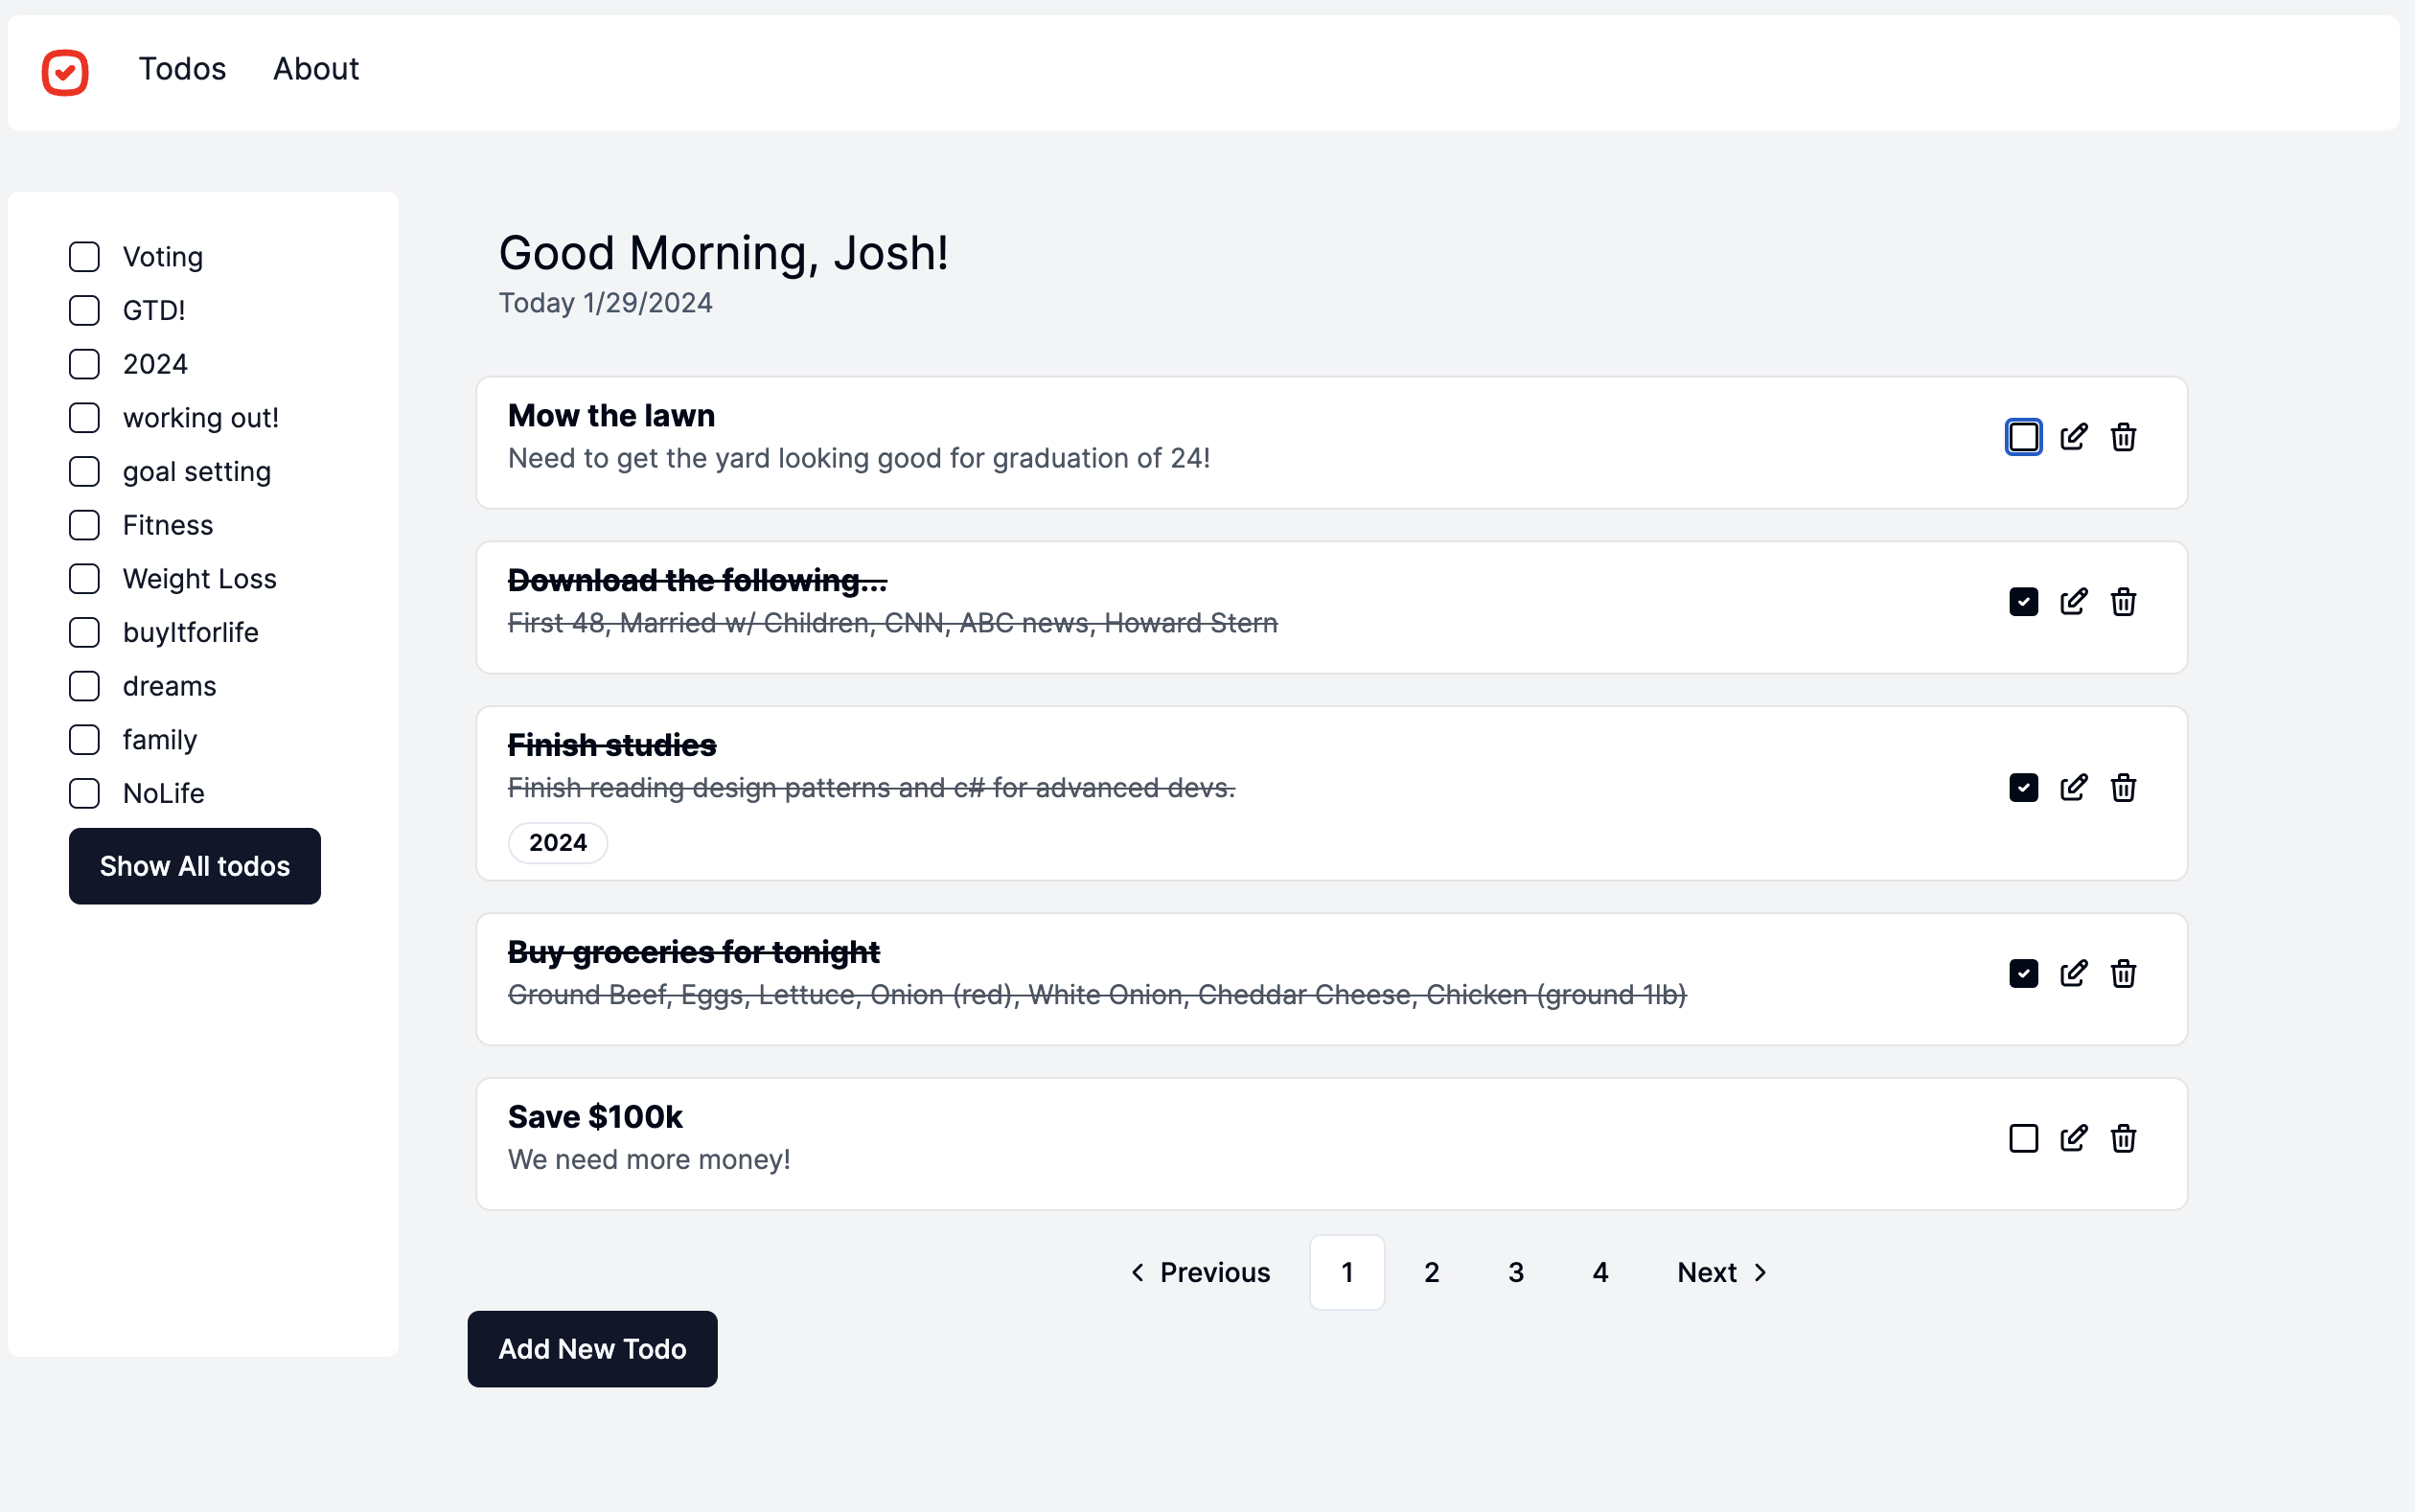 Todos About
Voting
GTD!
2024
working out!
goal setting
Fitness
Weight Loss
buyItforlife
dreams
family
NoLife
Show All todos
Good Morning, Josh!
Today 1/29/2024
Mow the lawn
Need to get the yard looking good for graduation of 24!
Download the following...
First 48, Married w/ Children, CNN, ABC news, Howard Stern
Finish studies
Finish reading design patterns and c# for advanced devs.
2024
Buy groceries for tonight
Ground Beef, Eggs, Lettuce, Onion (red), White Onion, Cheddar Cheese, Chicken (ground 1lb)
Save $100k
We need more money!
Previous 1 2 3 4 Next
Add New Todo